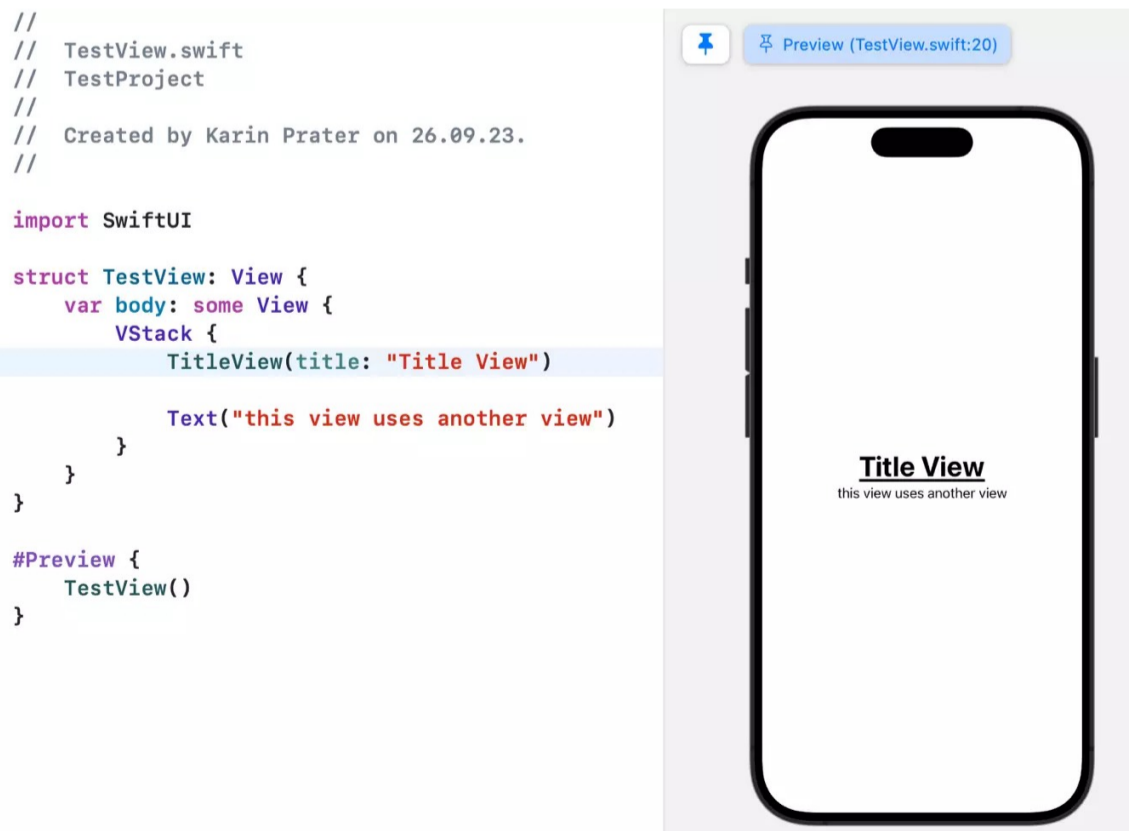 //
//  TestView.swift
//  TestProject
//
//  Created by Karin Prater on 26.09.23.
//
import SwiftUI
struct TestView: View {
    var body: some View {
        VStack {
            TitleView(title: "Title View")
            Text("this view uses another view")
        }
    }
}
#Preview {
    TestView()
}
Preview (TestView.swift:20)
Title View
this view uses another view